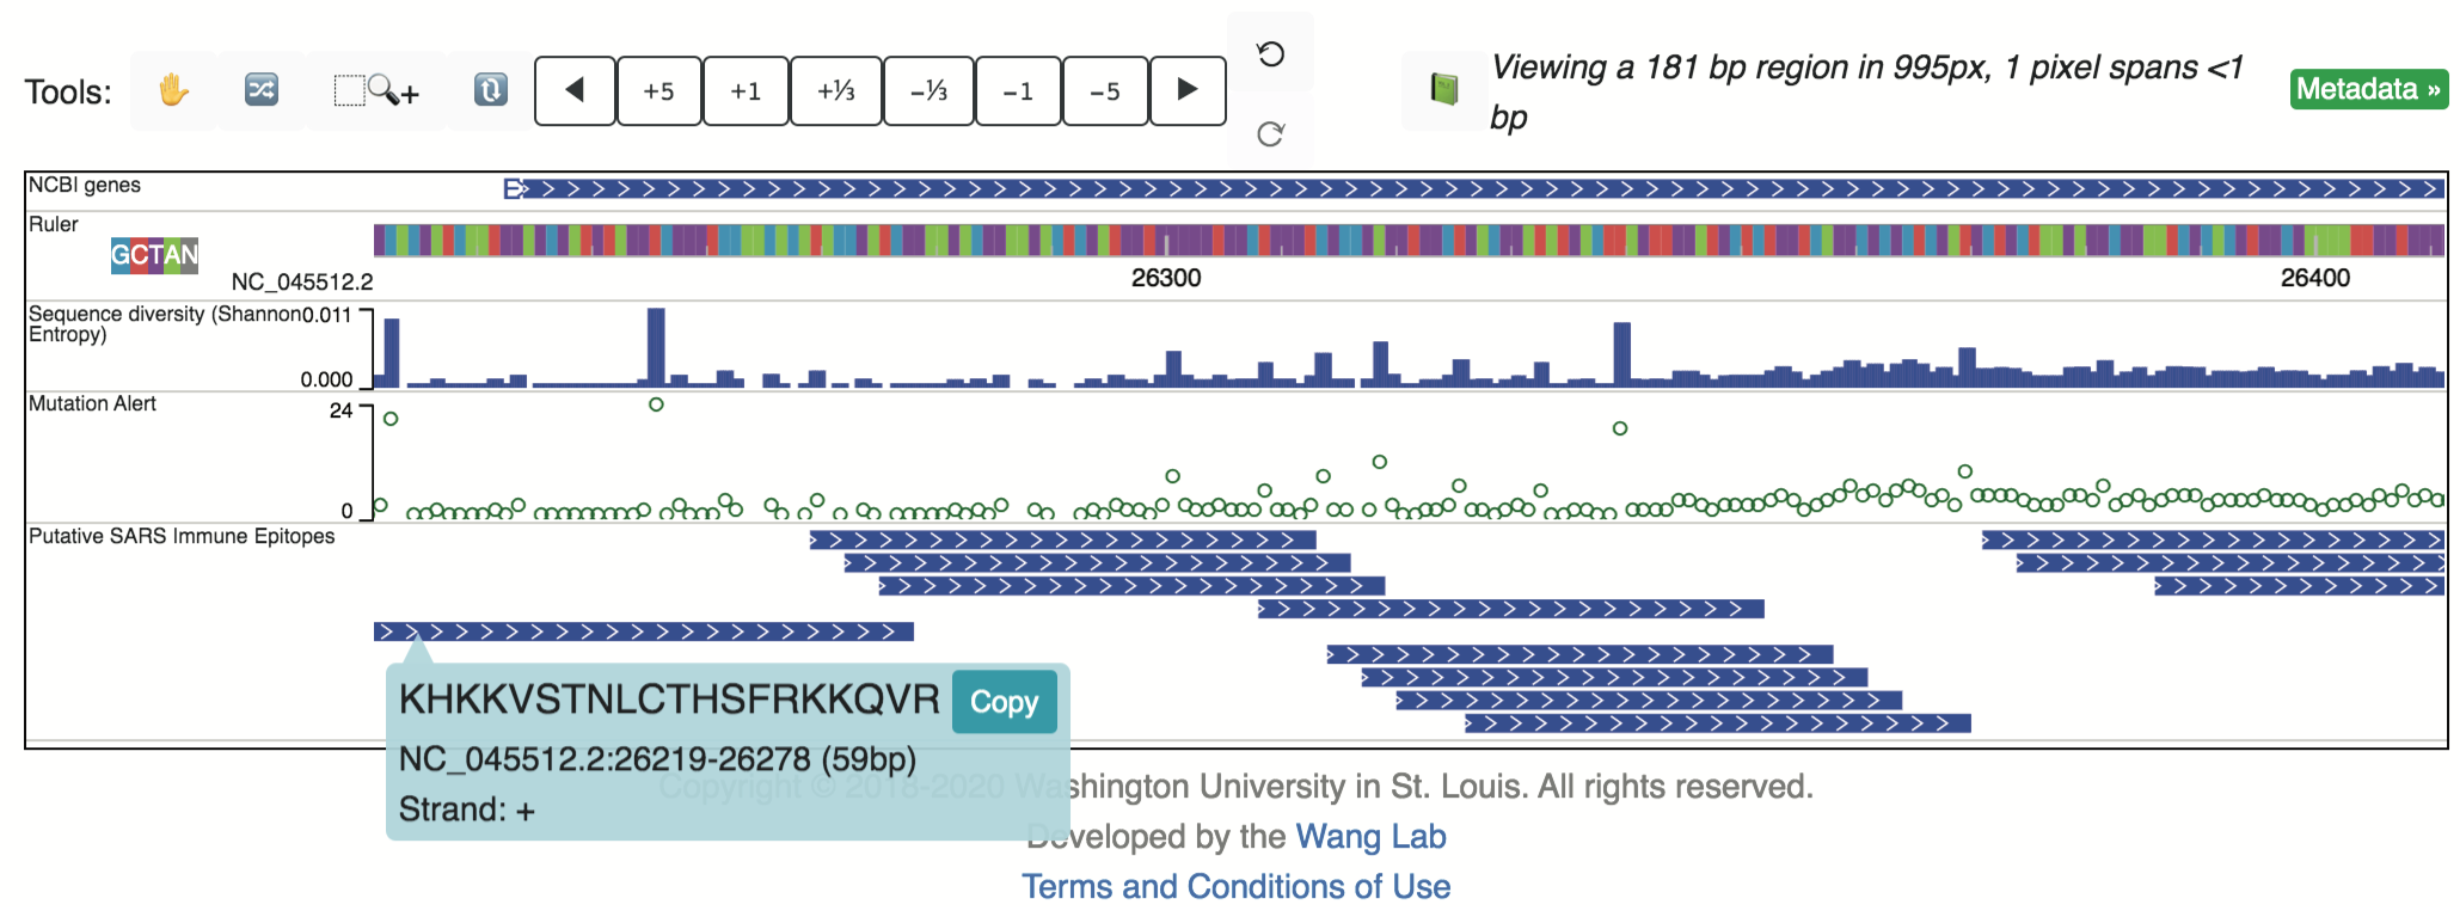 Tools:
+5
+1
+⅓
-⅓
-1
-5
Viewing a 181 bp region in 995px, 1 pixel spans <1
bp
Metadata »
NCBI genes
E
Ruler
GCTAN
NC_045512.2
26300
26400
Sequence diversity (Shannon
Entropy)
0.011
0.000
Mutation Alert
24
0
Putative SARS Immune Epitopes
KHKKVSTNLCTHSFRKKQVR
Copy
NC_045512.2:26219-26278 (59bp)
Strand: +
Copyright © 2018-2020 Washington University in St. Louis. All rights reserved.
Developed by the Wang Lab
Terms and Conditions of Use